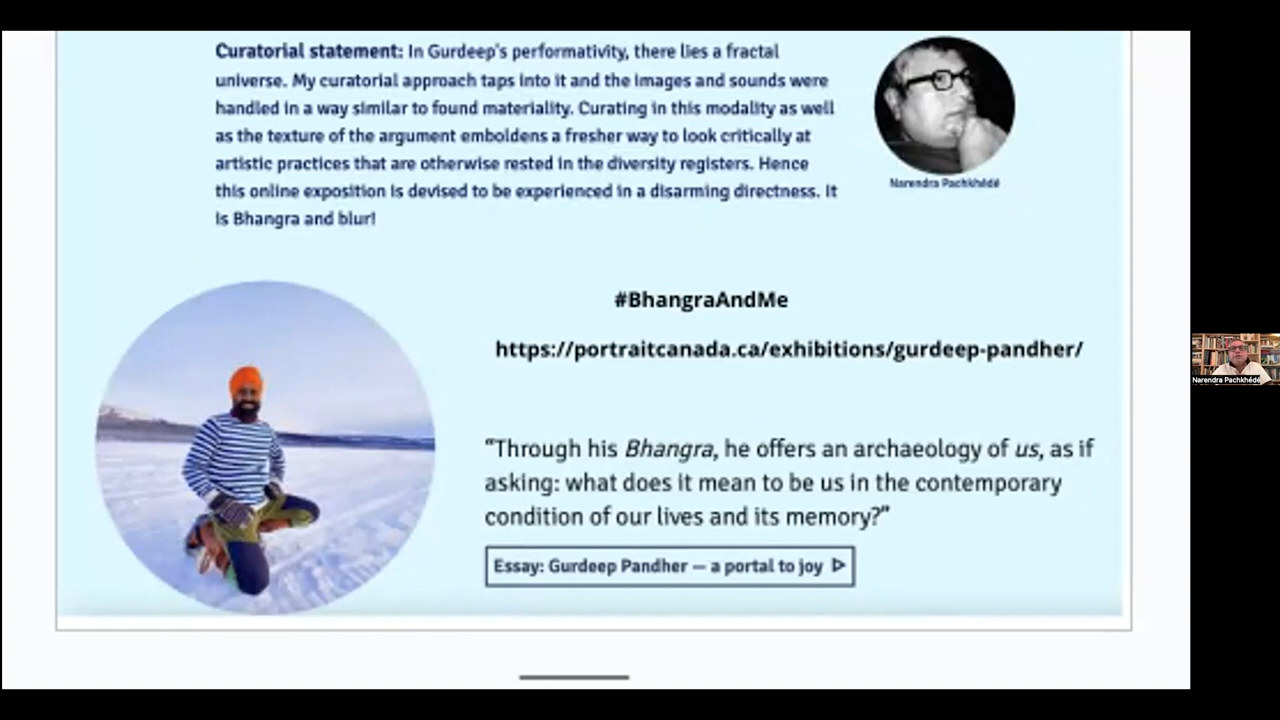 Curatorial statement: In Gurdeep's performativity, there lies a fractal
universe. My curatorial approach taps into it and the images and sounds were
handled in a way similar to found materiality. Curating in this modality as well
as the texture of the argument emboldens a fresher way to look critically at
artistic practices that are otherwise rested in the diversity registers. Hence
this online exposition is devised to be experienced in a disarming directness. It
is Bhangra and blur!
Narendra Pachkhédé
#BhangraAndMe
https://portraitcanada.ca/exhibitions/gurdeep-pandher/
"Through his Bhangra, he offers an archaeology of us, as if
asking: what does it mean to be us in the contemporary
condition of our lives and its memory?"
Essay: Gurdeep Pandher — a portal to joy
Narendra Pachkhédé